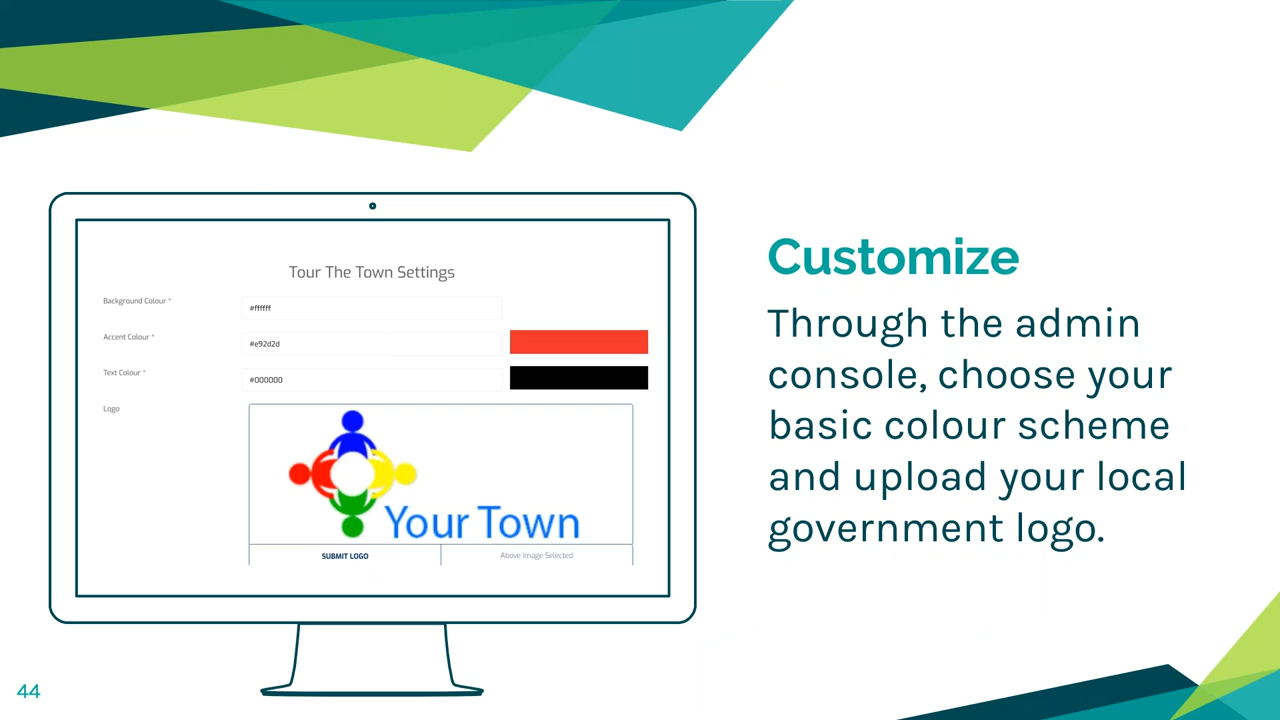 Tour The Town Settings
Background Colour *
#ffffff
Accent Colour *
#e92d2d
Text Colour *
#000000
Logo
Your Town
SUBMIT LOGO
Above Image Selected
Customize
Through the admin
console, choose your
basic colour scheme
and upload your local
government logo.
44